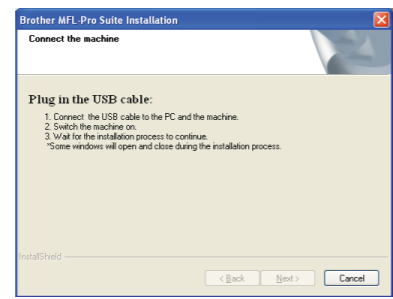 Brother MFL-Pro Suite Installation
Connect the machine
Plug in the USB cable:
1. Connect the USB cable to the PC and the machine.
2. Switch the machine on.
3. Wait for the installation process to continue.
*Some windows will open and close during the installation process.
InstallShield
< Back Next > Cancel